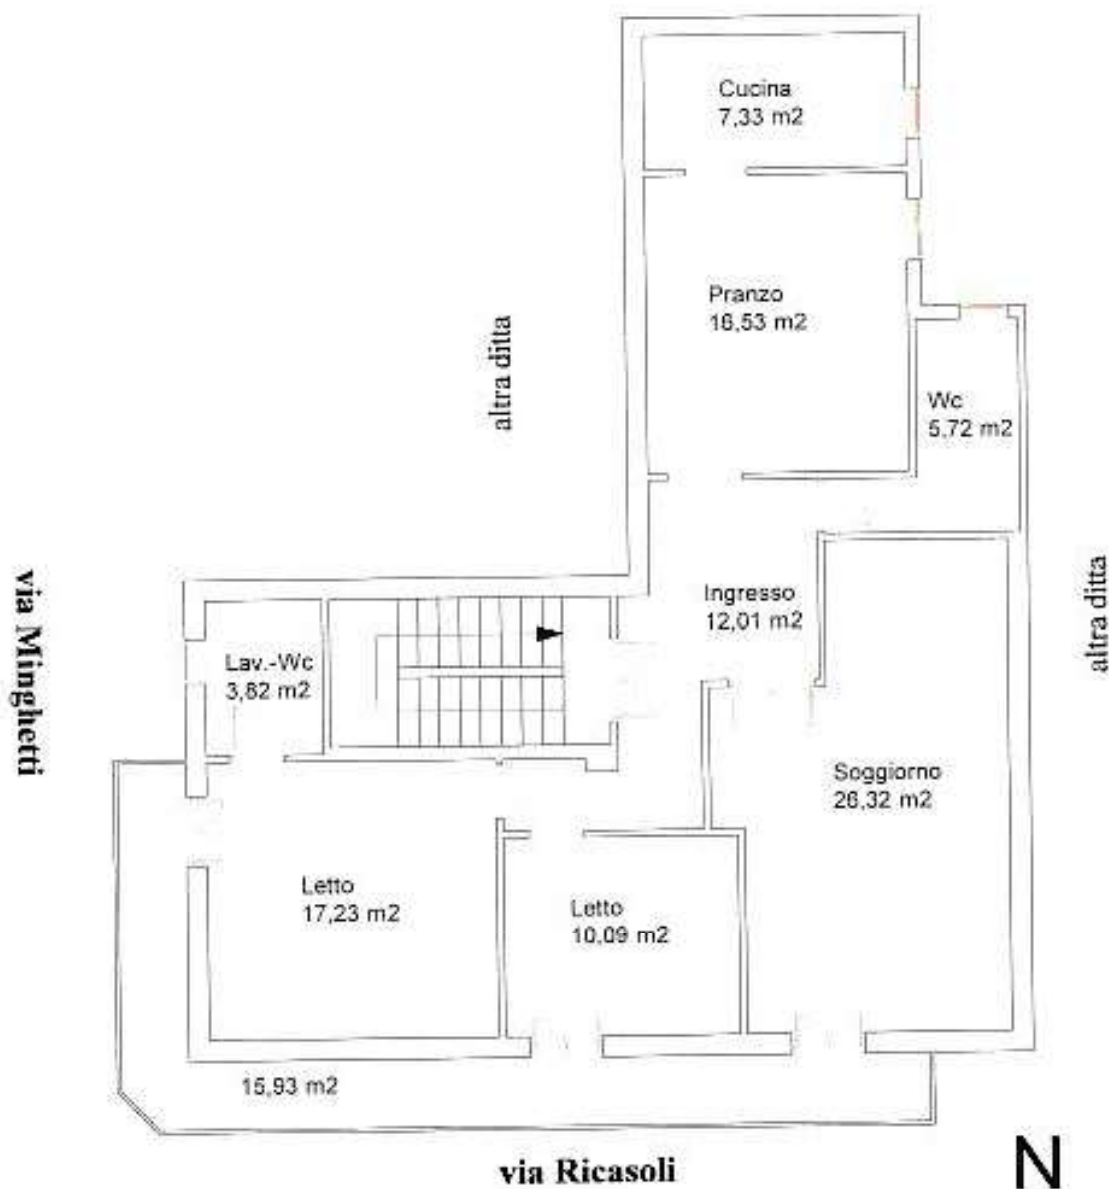 Cucina
7,33 m2
Pranzo
16,53 m2
altra ditta
Wc
5,72 m2
via Minghetti
Ingresso
12,01 m2
altra ditta
Lav.-Wc
3,82 m2
Soggiorno
26,32 m2
Letto
17,23 m2
Letto
10,09 m2
15,93 m2
via Ricasoli
N